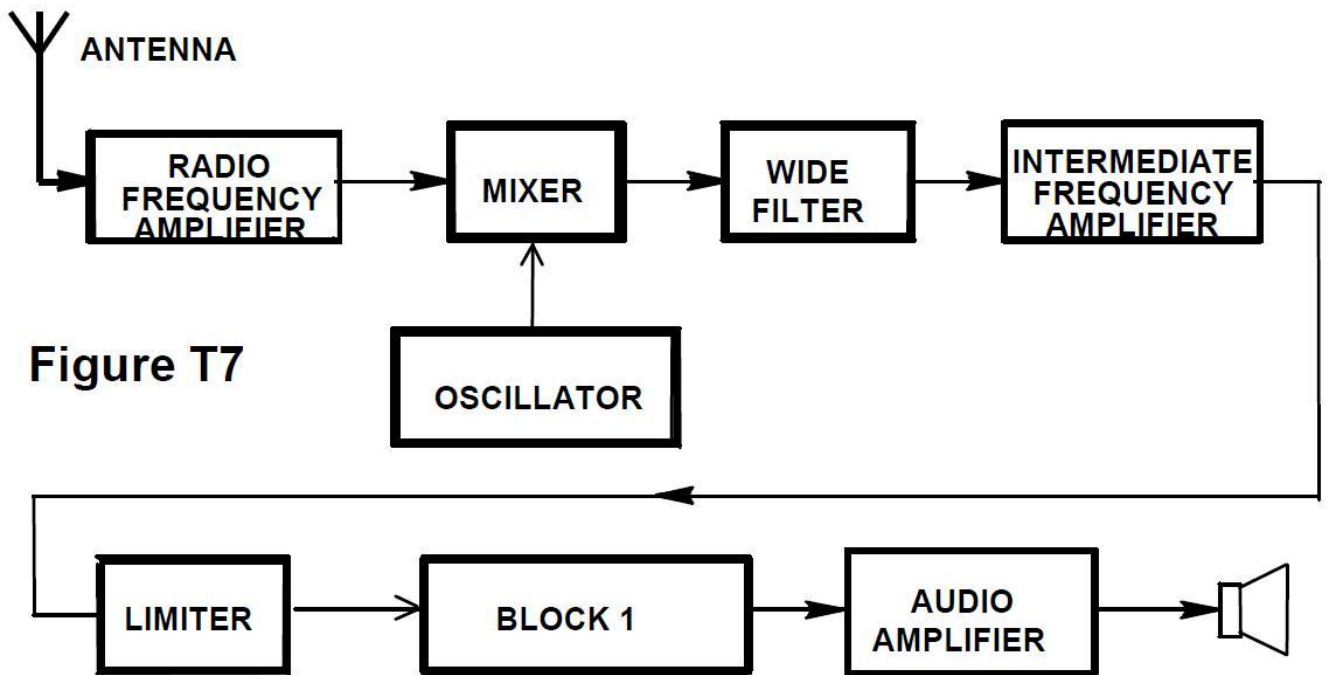 ANTENNA
RADIO
FREQUENCY
AMPLIFIER
MIXER
WIDE
FILTER
INTERMEDIATE
FREQUENCY
AMPLIFIER
Figure T7
OSCILLATOR
LIMITER
BLOCK 1
AUDIO
AMPLIFIER